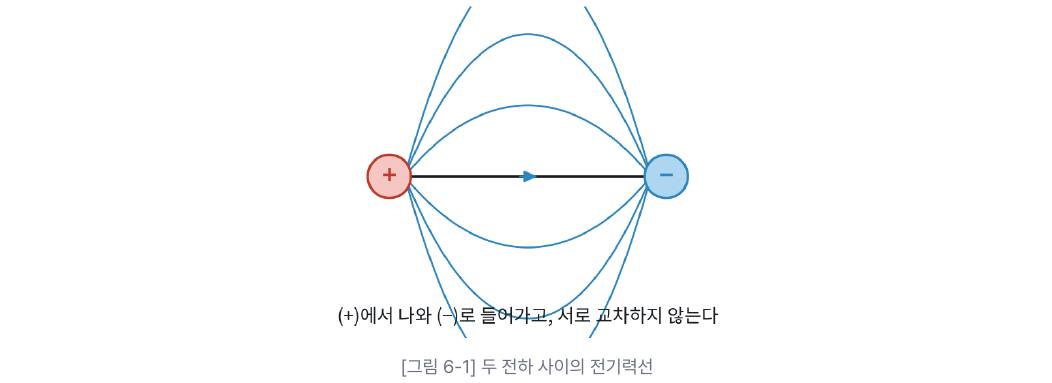 +
−
(+)에서 나와 (−)로 들어가고, 서로 교차하지 않는다
[그림 6-1] 두 전하 사이의 전기력선